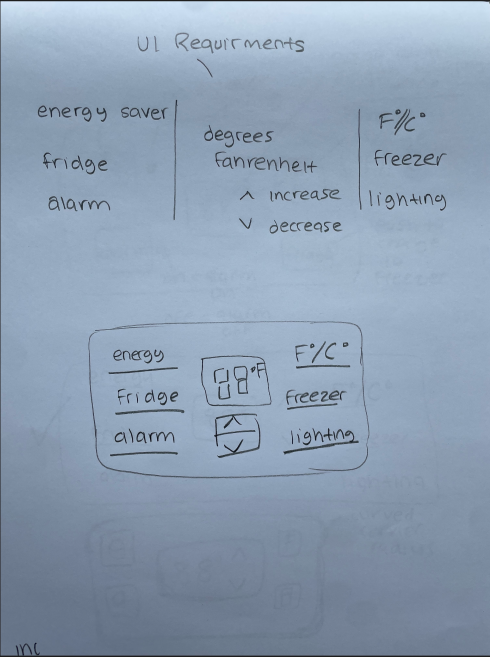 UI Requirments
energy saver
fridge
alarm
degrees
fahrenheit
^ increase
v decrease
F°/C°
Freezer
lighting
energy
Fridge
alarm
°F
^
v
F°/C°
Freezer
lighting
inc